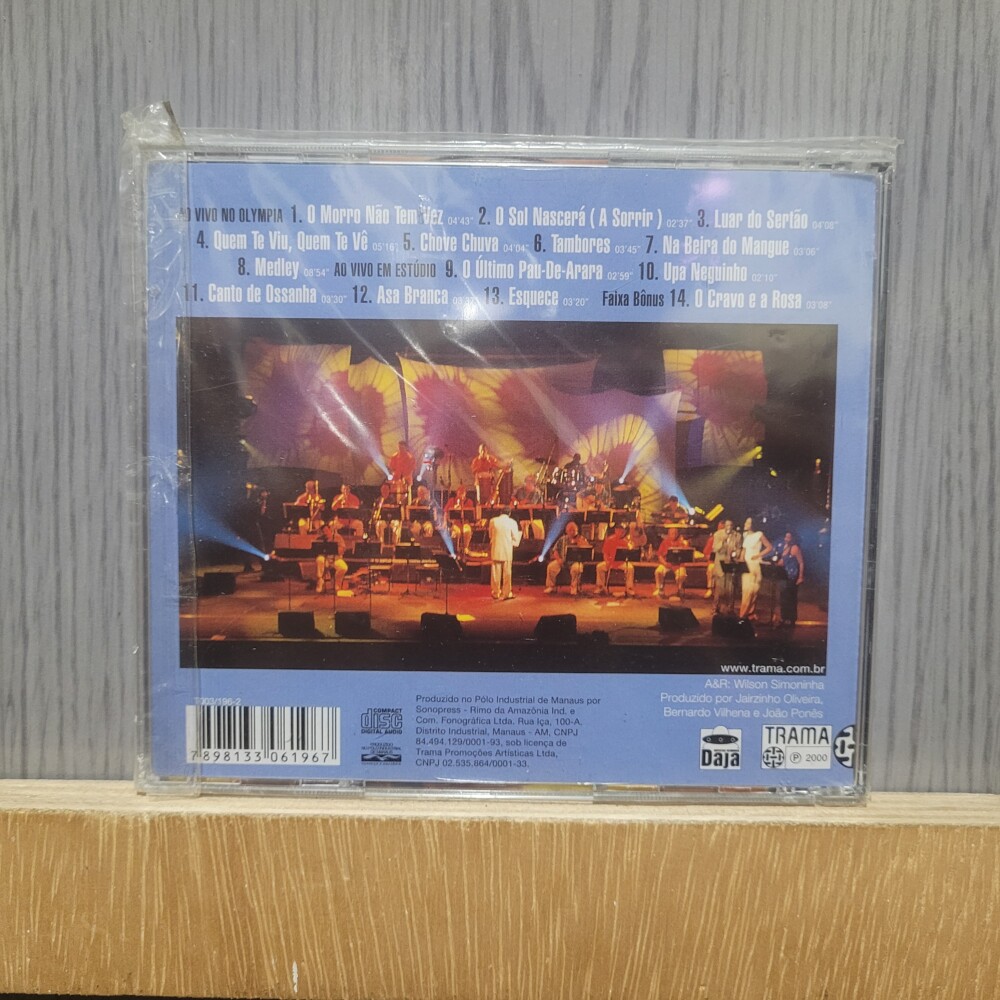 AO VIVO NO OLYMPIA 1. O Morro Não Tem Vez 04'43" 2. O Sol Nascerá ( A Sorrir ) 02'37" 3. Luar do Sertão 04'08"
4. Quem Te Viu, Quem Te Vê 05'16" 5. Chove Chuva 04'04" 6. Tambores 03'45" 7. Na Beira do Mangue 03'06"
8. Medley 08'54" AO VIVO EM ESTÚDIO 9. O Último Pau-De-Arara 02'59" 10. Upa Neguinho 02'10"
11. Canto de Ossanha 03'30" 12. Asa Branca 13. Esquece 03'20" Faixa Bônus 14. O Cravo e a Rosa 03'08"
www.trama.com.br
A&R: Wilson Simoninha
Produzido por Jairzinho Oliveira,
Bernardo Vilhena e João Ponês
T003/196-2
7 898133 061967
COMPACT
disc
DIGITAL AUDIO
Produzido no Pólo Industrial de Manaus por
Sonopress - Rimo da Amazônia Ind. e
Com. Fonográfica Ltda, Rua Iça, 100-A,
Distrito Industrial, Manaus - AM, CNPJ
84.494.129/0001-93, sob licença de
Trama Promoções Artísticas Ltda,
CNPJ 02.535.864/0001-33.
Daja
TRAMA
P 2000